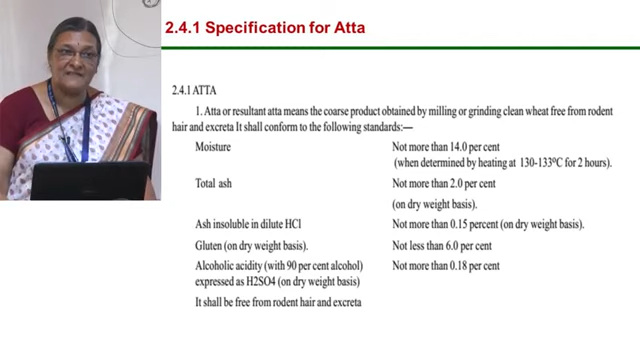 2.4.1 Specification for Atta
2.4.1 ATTA
1. Atta or resultant atta means the coarse product obtained by milling or grinding clean wheat free from rodent
hair and excreta It shall conform to the following standards:—
Moisture Not more than 14.0 per cent
(when determined by heating at 130-133ºC for 2 hours).
Total ash Not more than 2.0 per cent
(on dry weight basis).
Ash insoluble in dilute HCl Not more than 0.15 percent (on dry weight basis).
Gluten (on dry weight basis). Not less than 6.0 per cent
Alcoholic acidity (with 90 per cent alcohol) Not more than 0.18 per cent
expressed as H2SO4 (on dry weight basis)
It shall be free from rodent hair and excreta